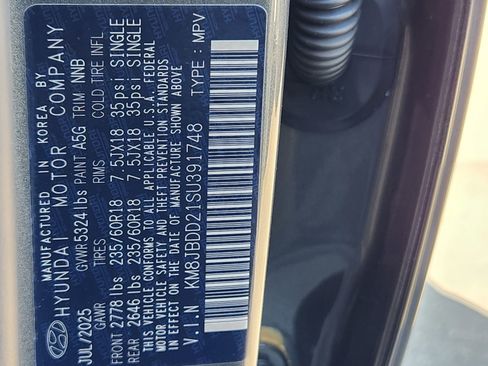 MANUFACTURED IN KOREA BY
HYUNDAI MOTOR COMPANY
JUL/2025 GVWR 5324 lbs PAINT A5G TRIM NNB
GAWR TIRES RIMS COLD TIRE INFL.
FRONT 2778 lbs 235/60R18 7.5JX18 35psi SINGLE
REAR 2646 lbs 235/60R18 7.5JX18 35psi SINGLE
THIS VEHICLE CONFORMS TO ALL APPLICABLE U.S.A. FEDERAL
MOTOR VEHICLE SAFETY AND THEFT PREVENTION STANDARDS
IN EFFECT ON THE DATE OF MANUFACTURE SHOWN ABOVE
V.I.N KM8JBDD21SU391748 TYPE : MPV